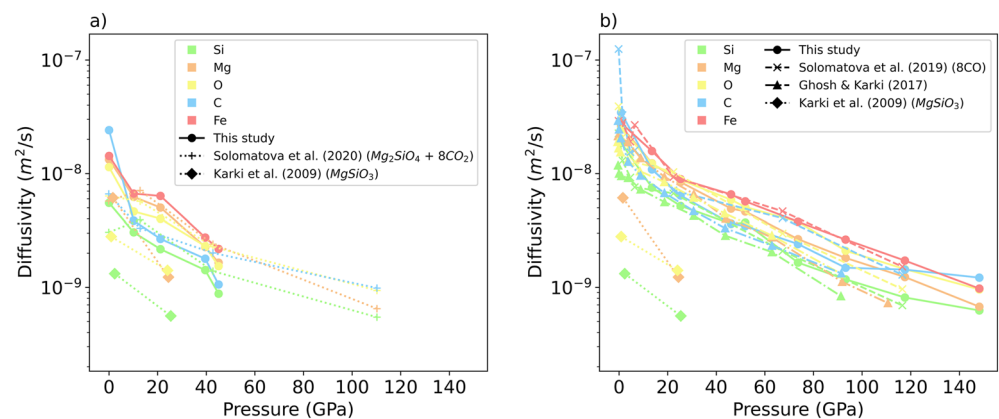 a)
Diffusivity (m²/s)
10⁻⁷
10⁻⁸
10⁻⁹
Si
Mg
O
C
Fe
This study
Solomatova et al. (2020) (Mg₂SiO₄ + 8CO₂)
Karki et al. (2009) (MgSiO₃)
0 20 40 60 80 100 120 140
Pressure (GPa)
b)
Diffusivity (m²/s)
10⁻⁷
10⁻⁸
10⁻⁹
Si
Mg
O
C
Fe
This study
Solomatova et al. (2019) (8CO)
Ghosh & Karki (2017)
Karki et al. (2009) (MgSiO₃)
0 20 40 60 80 100 120 140
Pressure (GPa)